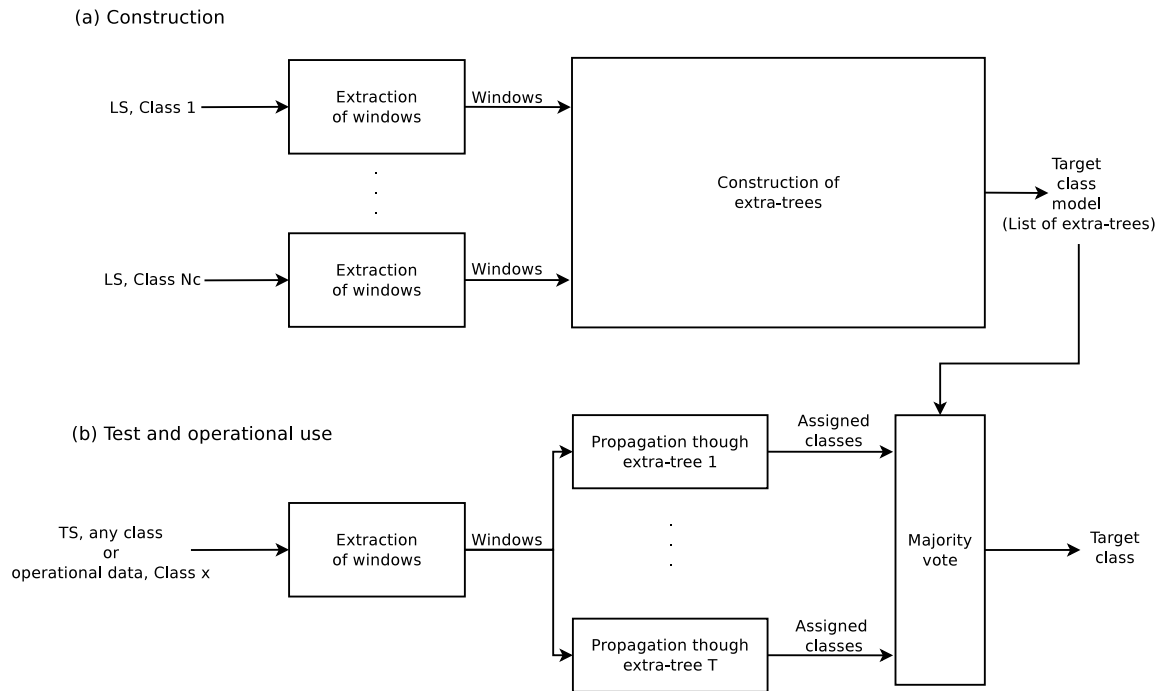 (a) Construction
LS, Class 1
Extraction
of windows
Windows
Construction of
extra-trees
Target
class
model
(List of extra-trees)
LS, Class Nc
Extraction
of windows
Windows
(b) Test and operational use
Propagation though
extra-tree 1
Assigned
classes
TS, any class
or
operational data, Class x
Extraction
of windows
Windows
Majority
vote
Target
class
Propagation though
extra-tree T
Assigned
classes